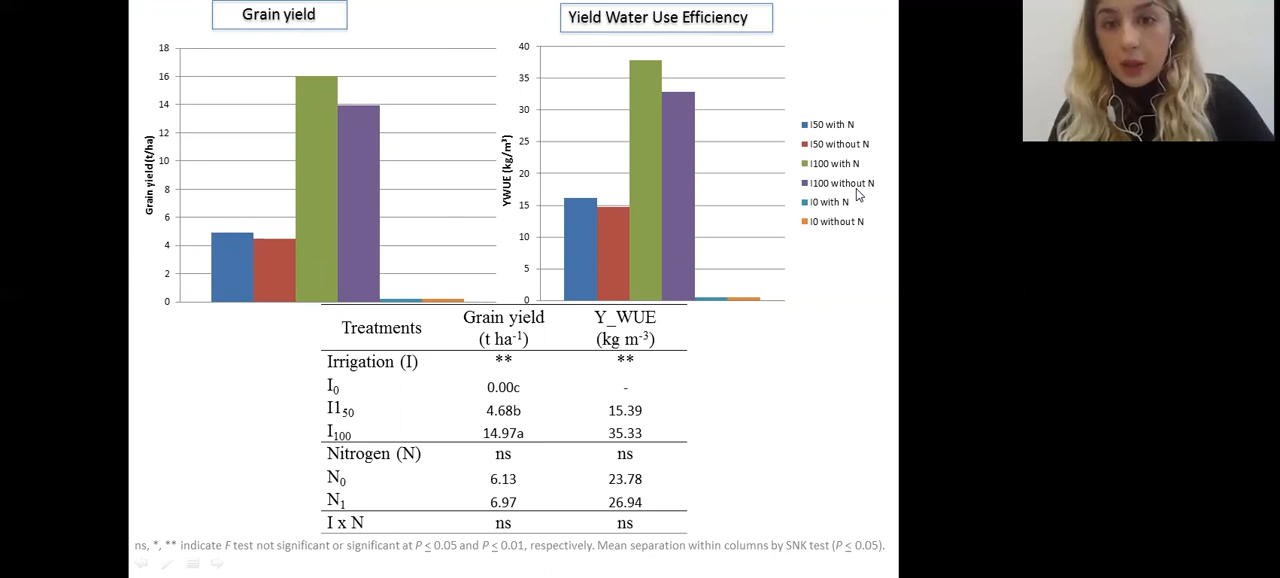 Grain yield
Yield Water Use Efficiency
18
16
14
12
10
8
6
4
2
0
Grain yield(t/ha)
40
35
30
25
20
15
10
5
0
YWUE (kg/m³)
I50 with N
I50 without N
I100 with N
I100 without N
I0 with N
I0 without N
Treatments Grain yield (t ha⁻¹) Y_WUE (kg m⁻³)
Irrigation (I) ** **
I₀ 0.00c -
I1₅₀ 4.68b 15.39
I₁₀₀ 14.97a 35.33
Nitrogen (N) ns ns
N₀ 6.13 23.78
N₁ 6.97 26.94
I x N ns ns
ns, *, ** indicate F test not significant or significant at P ≤ 0.05 and P ≤ 0.01, respectively. Mean separation within columns by SNK test (P ≤ 0.05).